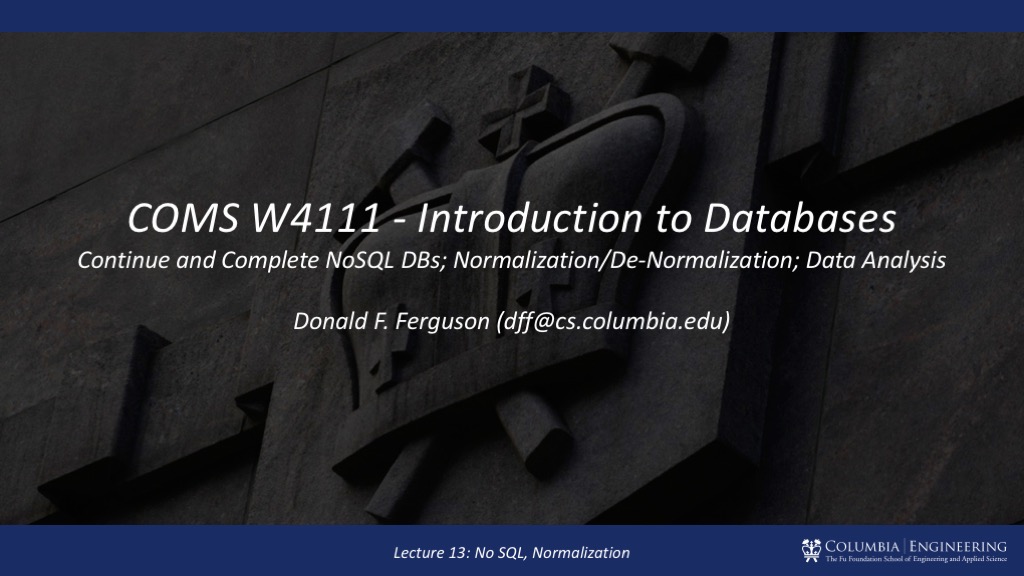 COMS W4111 - Introduction to Databases
Continue and Complete NoSQL DBs; Normalization/De-Normalization; Data Analysis
Donald F. Ferguson (dff@cs.columbia.edu)
Lecture 13: No SQL, Normalization
COLUMBIA | ENGINEERING
The Fu Foundation School of Engineering and Applied Science